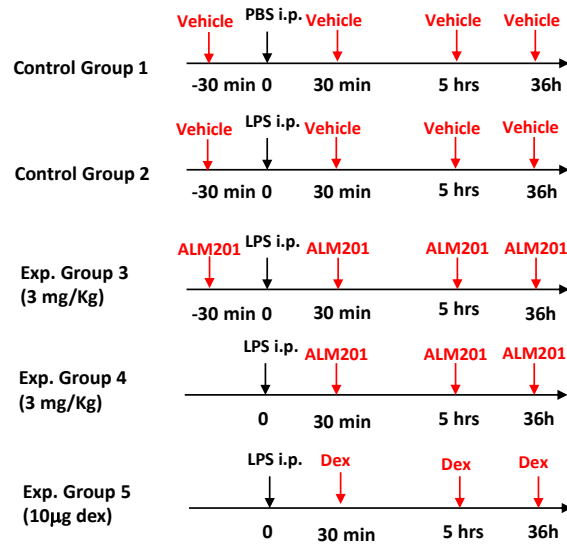 PBS i.p.
Vehicle Vehicle Vehicle Vehicle
Control Group 1
-30 min 0 30 min 5 hrs 36h
LPS i.p.
Vehicle Vehicle Vehicle Vehicle
Control Group 2
-30 min 0 30 min 5 hrs 36h
LPS i.p.
ALM201 ALM201 ALM201 ALM201
Exp. Group 3
(3 mg/Kg)
-30 min 0 30 min 5 hrs 36h
LPS i.p.
ALM201 ALM201 ALM201
Exp. Group 4
(3 mg/Kg)
0 30 min 5 hrs 36h
LPS i.p.
Dex Dex Dex
Exp. Group 5
(10µg dex)
0 30 min 5 hrs 36h